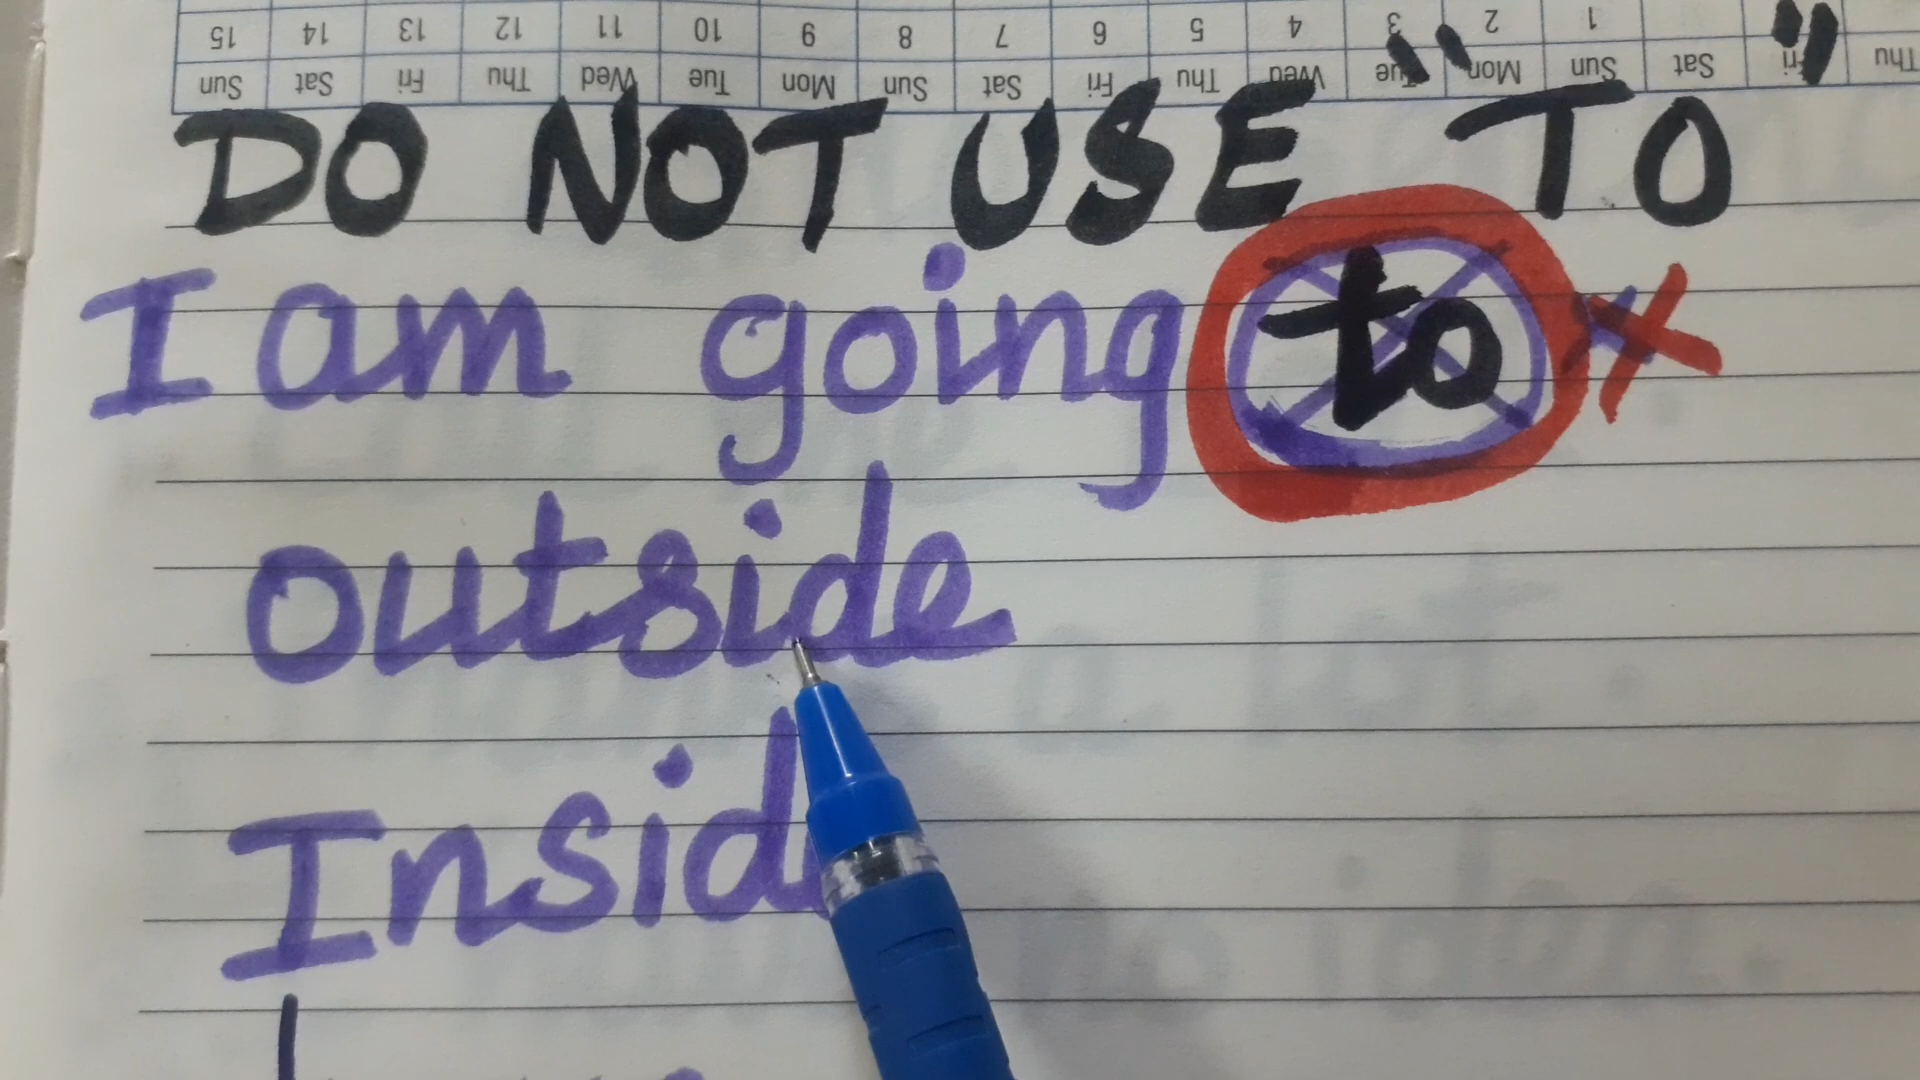 15 14 13 12 11 10 9 8 7 6 5 4 3 2 1
Sun Sat Fri Thu Wed Tue Mon Sun Sat Fri Thu Wed Tue Mon Sun Sat Fri Thu
DO NOT USE "TO"
I am going to
outside
Insid